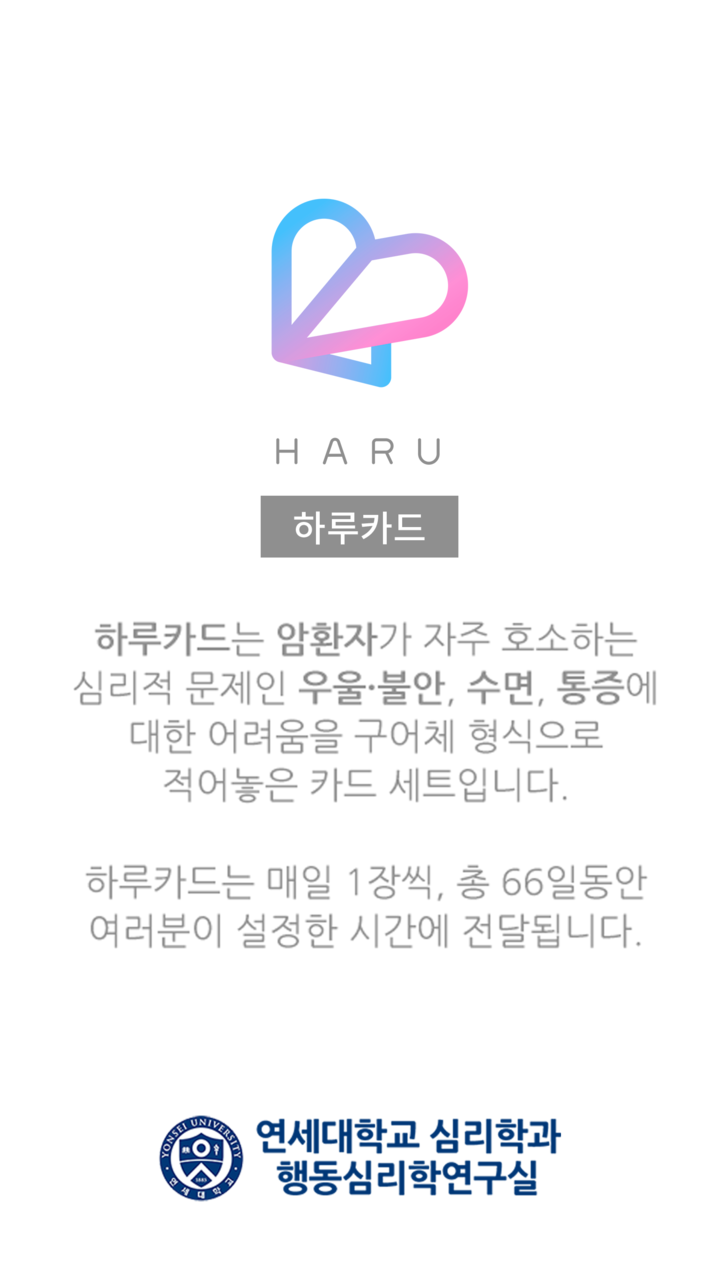 HARU
하루카드
하루카드는 암환자가 자주 호소하는
심리적 문제인 우울·불안, 수면, 통증에
대한 어려움을 구어체 형식으로
적어놓은 카드 세트입니다.
하루카드는 매일 1장씩, 총 66일동안
여러분이 설정한 시간에 전달됩니다.
YONSEI UNIVERSITY
1885
연세대학교
연세대학교 심리학과
행동심리학연구실